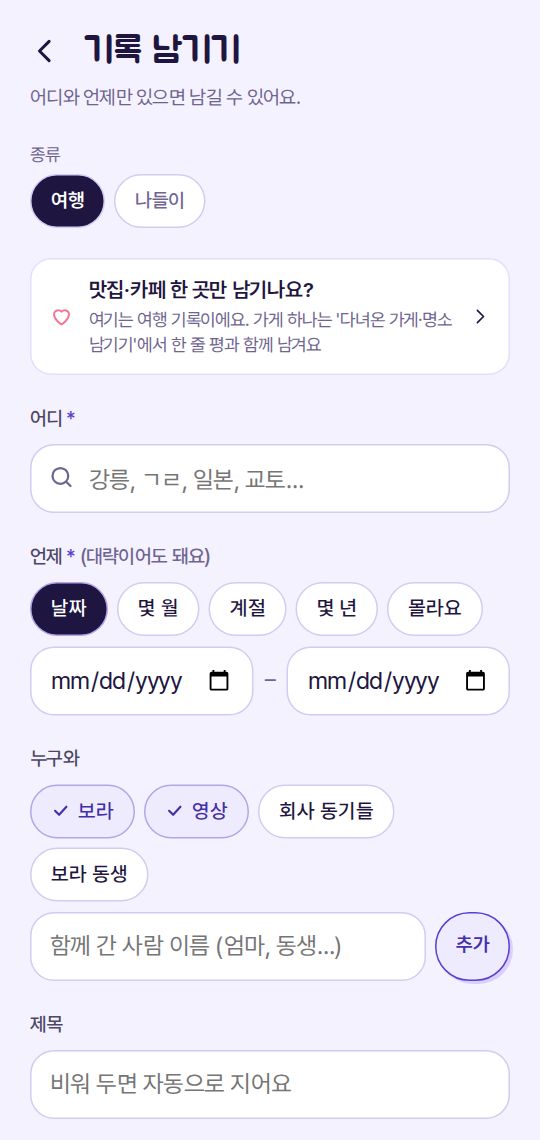 기록 남기기
어디와 언제만 있으면 남길 수 있어요.
종류
여행 나들이
맛집·카페 한 곳만 남기나요?
여기는 여행 기록이에요. 가게 하나는 '다녀온 가게·명소
남기기'에서 한 줄 평과 함께 남겨요
어디 *
강릉, ㄱㄹ, 일본, 교토...
언제 * (대략이어도 돼요)
날짜 몇 월 계절 몇 년 몰라요
mm/dd/yyyy – mm/dd/yyyy
누구와
보라 영상 회사 동기들
보라 동생
함께 간 사람 이름 (엄마, 동생...) 추가
제목
비워 두면 자동으로 지어요